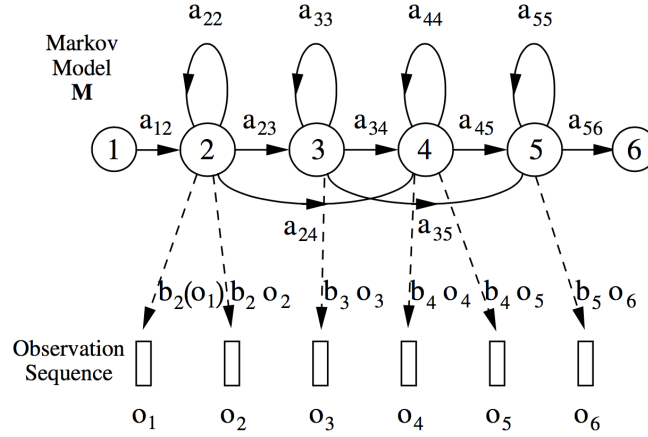 a₂₂ a₃₃ a₄₄ a₅₅
Markov
Model
M
a₁₂ a₂₃ a₃₄ a₄₅ a₅₆
1 2 3 4 5 6
a₂₄ a₃₅
b₂(o₁) b₂ o₂ b₃ o₃ b₄ o₄ b₄ o₅ b₅ o₆
Observation
Sequence
o₁ o₂ o₃ o₄ o₅ o₆